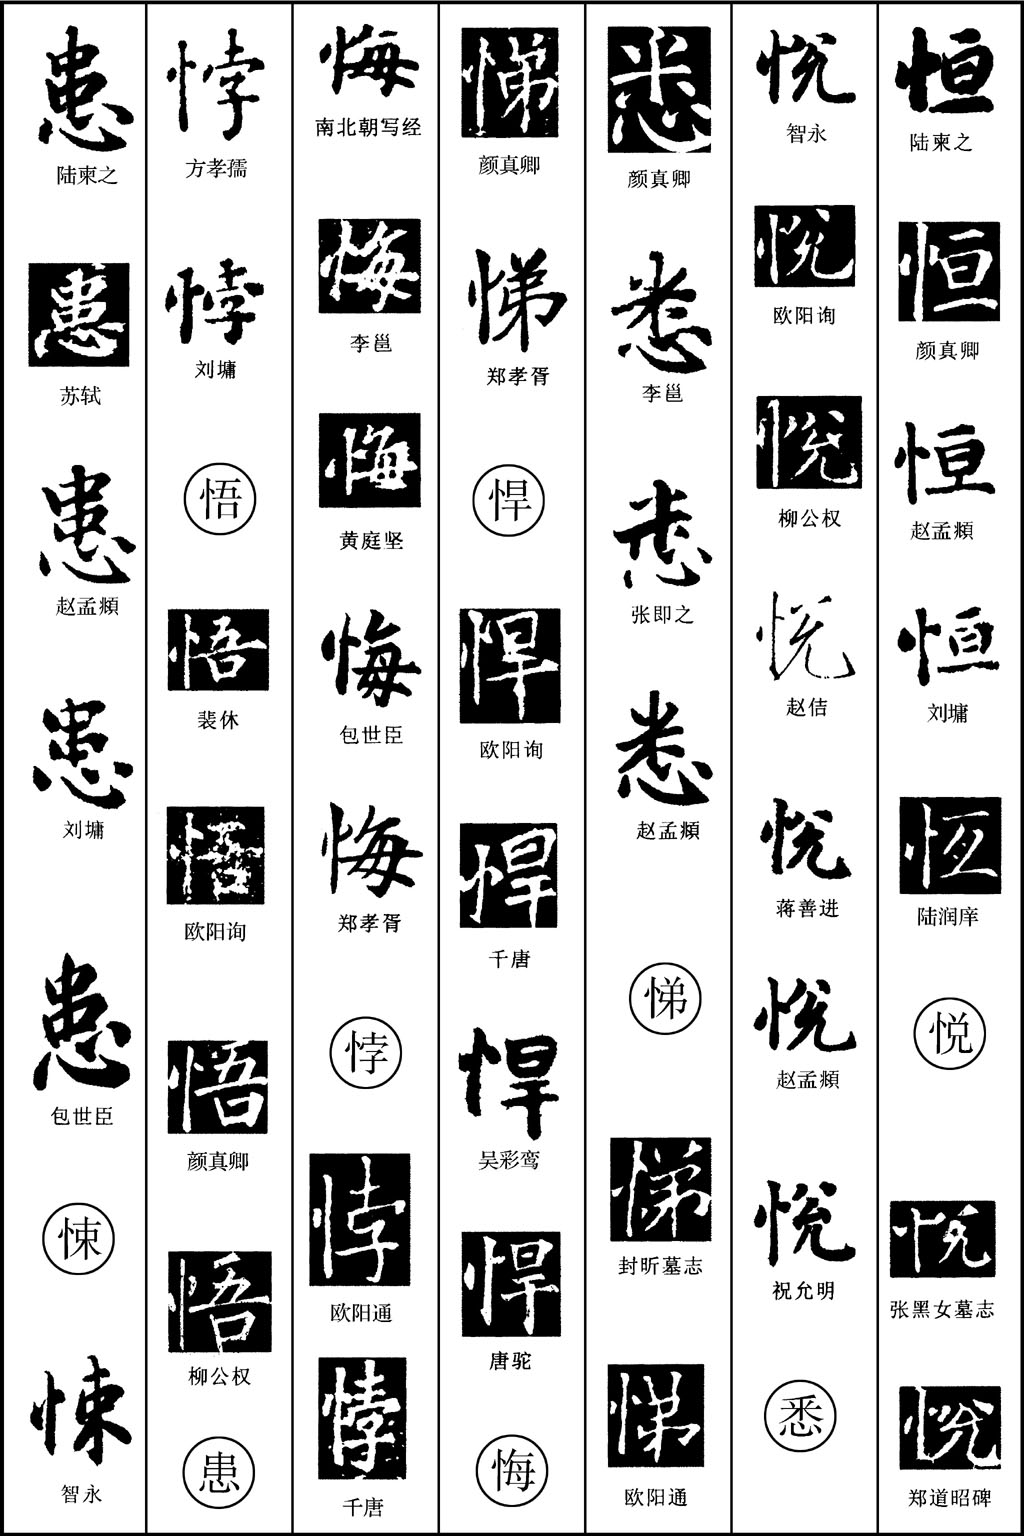 恒
陆柬之
恒
颜真卿
恒
赵孟頫
恒
刘墉
恆
陆润庠
悦
悦
张黑女墓志
悦
郑道昭碑
悦
智永
悦
欧阳询
悦
柳公权
悦
赵佶
悦
蒋善进
悦
赵孟頫
悦
祝允明
悉
悉
颜真卿
悉
李邕
悉
张即之
悉
赵孟頫
悌
悌
封昕墓志
悌
欧阳通
悌
颜真卿
悌
郑孝胥
悍
悍
欧阳询
悍
千唐
悍
吴彩鸾
悍
唐驼
悔
悔
南北朝写经
悔
李邕
悔
黄庭坚
悔
包世臣
悔
郑孝胥
悖
悖
欧阳通
悖
千唐
悖
方孝孺
悖
刘墉
悟
悟
裴休
悟
欧阳询
悟
颜真卿
悟
柳公权
患
患
陆柬之
患
苏轼
患
赵孟頫
患
刘墉
患
包世臣
悚
悚
智永